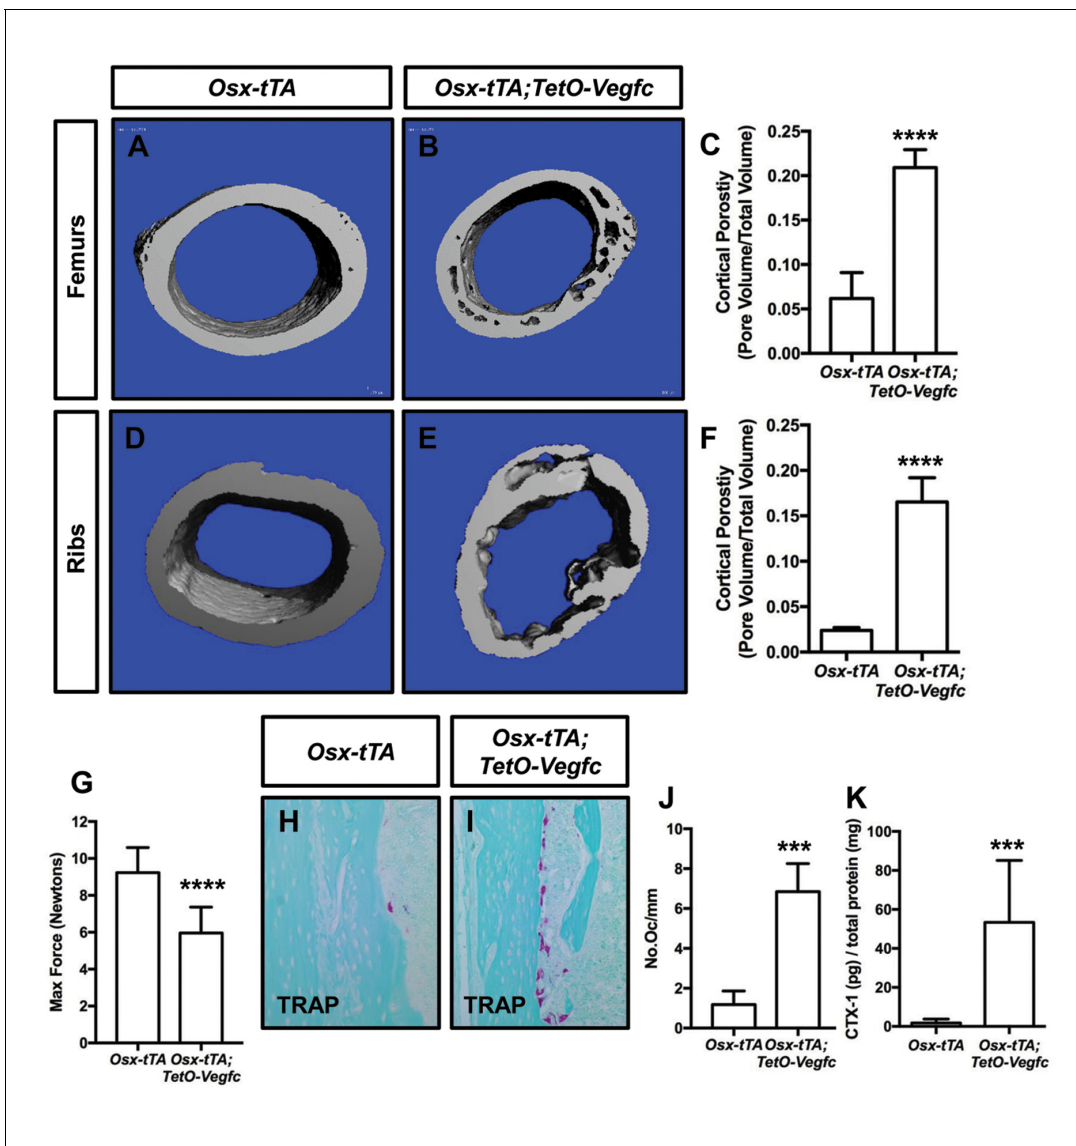 Osx-tTA
Osx-tTA;TetO-Vegfc
Femurs
A
B
C
Cortical Porostiy
(Pore Volume/Total Volume)
0.25
0.20
0.15
0.10
0.05
0.00
****
Osx-tTA Osx-tTA;
TetO-Vegfc
Ribs
D
E
F
Cortical Porostiy
(Pore Volume/Total Volume)
0.25
0.20
0.15
0.10
0.05
0.00
****
Osx-tTA Osx-tTA;
TetO-Vegfc
G
Max Force (Newtons)
12
10
8
6
4
2
0
****
Osx-tTA Osx-tTA;
TetO-Vegfc
Osx-tTA
Osx-tTA;
TetO-Vegfc
H
TRAP
I
TRAP
J
No.Oc/mm
10
8
6
4
2
0
***
Osx-tTA Osx-tTA;
TetO-Vegfc
K
CTX-1 (pg) / total protein (mg)
100
80
60
40
20
0
***
Osx-tTA Osx-tTA;
TetO-Vegfc